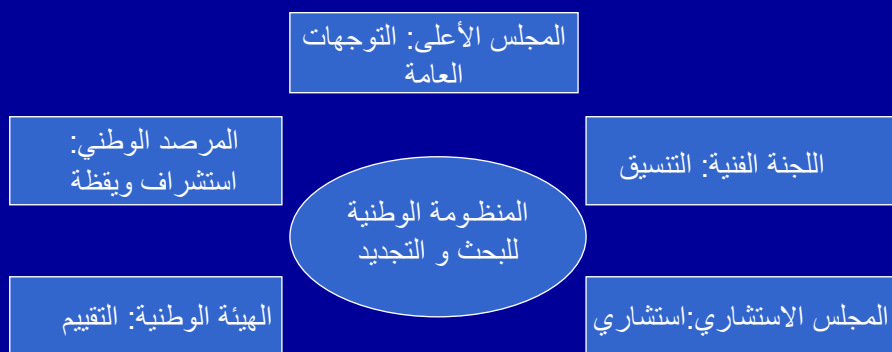 المجلس الأعلى: التوجهات
العامة
اللجنة الفنية: التنسيق
المرصد الوطني:
استشراف ويقظة
المنظومة الوطنية
للبحث و التجديد
المجلس الاستشاري:استشاري
الهيئة الوطنية: التقييم